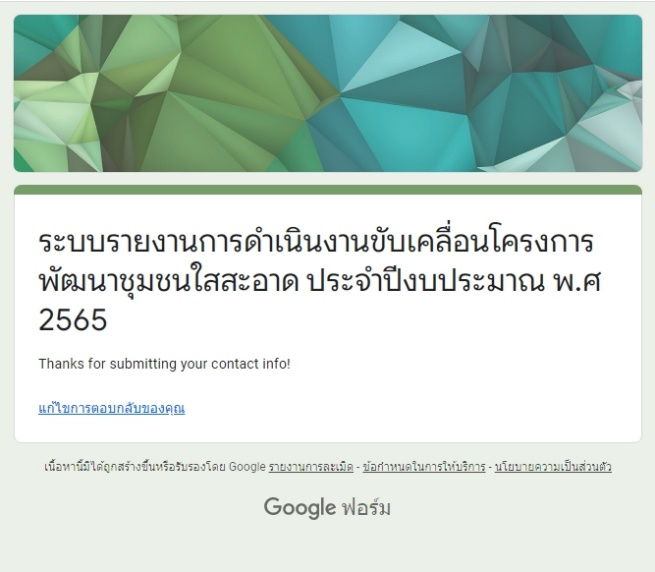 ระบบรายงานการดำเนินงานขับเคลื่อนโครงการ
พัฒนาชุมชนใสสะอาด ประจำปีงบประมาณ พ.ศ
2565
Thanks for submitting your contact info!
แก้ไขการตอบกลับของคุณ
เนื้อหานี้มิได้ถูกสร้างขึ้นหรือรับรองโดย Google รายงานการละเมิด - ข้อกำหนดในการให้บริการ - นโยบายความเป็นส่วนตัว
Google ฟอร์ม